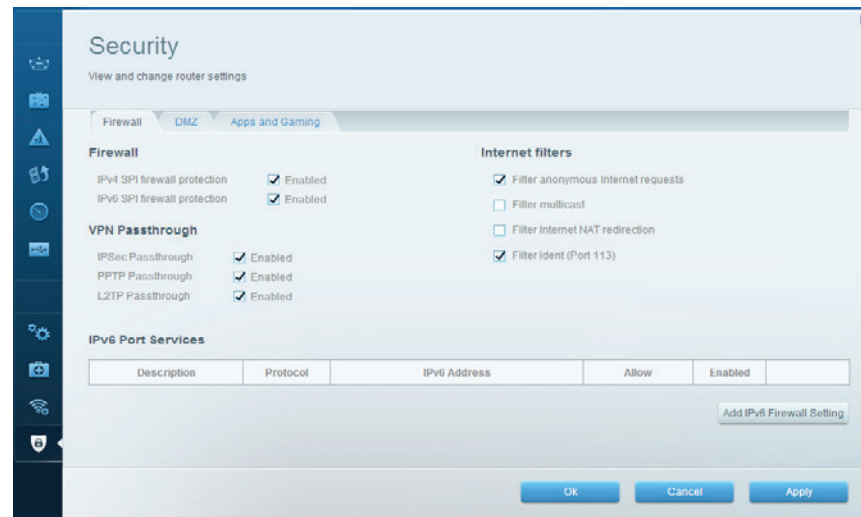 Security
View and change router settings
Firewall DMZ Apps and Gaming
Firewall
IPv4 SPI firewall protection Enabled
IPv6 SPI firewall protection Enabled
VPN Passthrough
IPSec Passthrough Enabled
PPTP Passthrough Enabled
L2TP Passthrough Enabled
Internet filters
Filter anonymous Internet requests
Filter multicast
Filter Internet NAT redirection
Filter ident (Port 113)
IPv6 Port Services
Description Protocol IPv6 Address Allow Enabled
Add IPv6 Firewall Setting
Ok Cancel Apply